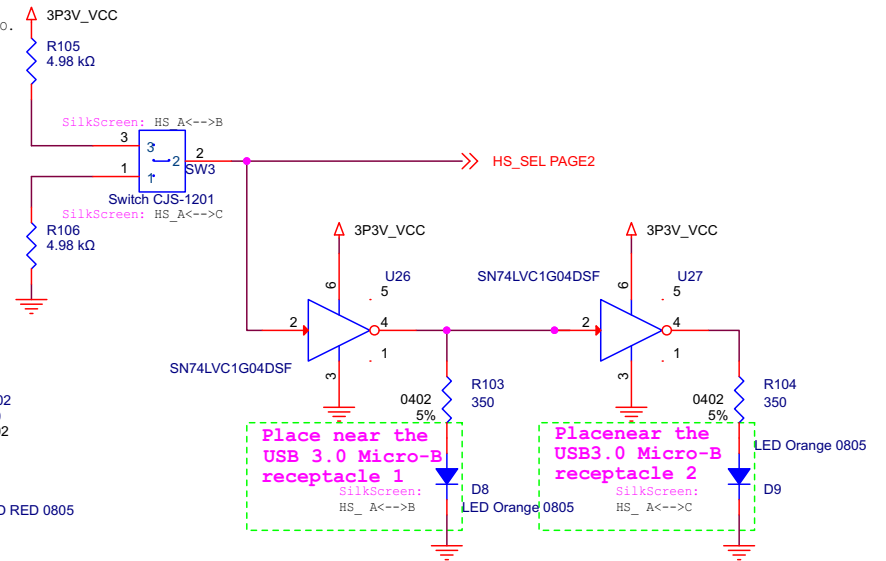 3P3V_VCC
o.
R105
4.98 kΩ
SilkScreen: HS_A<-->B
3
3
2
2
1
1
SW3
Switch CJS-1201
SilkScreen: HS_A<-->C
R106
4.98 kΩ
HS_SEL PAGE2
3P3V_VCC
3P3V_VCC
6
U26
5
2
4
1
3
SN74LVC1G04DSF
SN74LVC1G04DSF
6
U27
5
2
4
1
3
R103
0402
350
5%
R104
0402
350
5%
02
)
02
Place near the
USB 3.0 Micro-B
receptacle 1
SilkScreen:
HS_ A<-->B
D8
LED Orange 0805
Placenear the
USB3.0 Micro-B
receptacle 2
SilkScreen:
HS_ A<-->C
LED Orange 0805
D9
D RED 0805